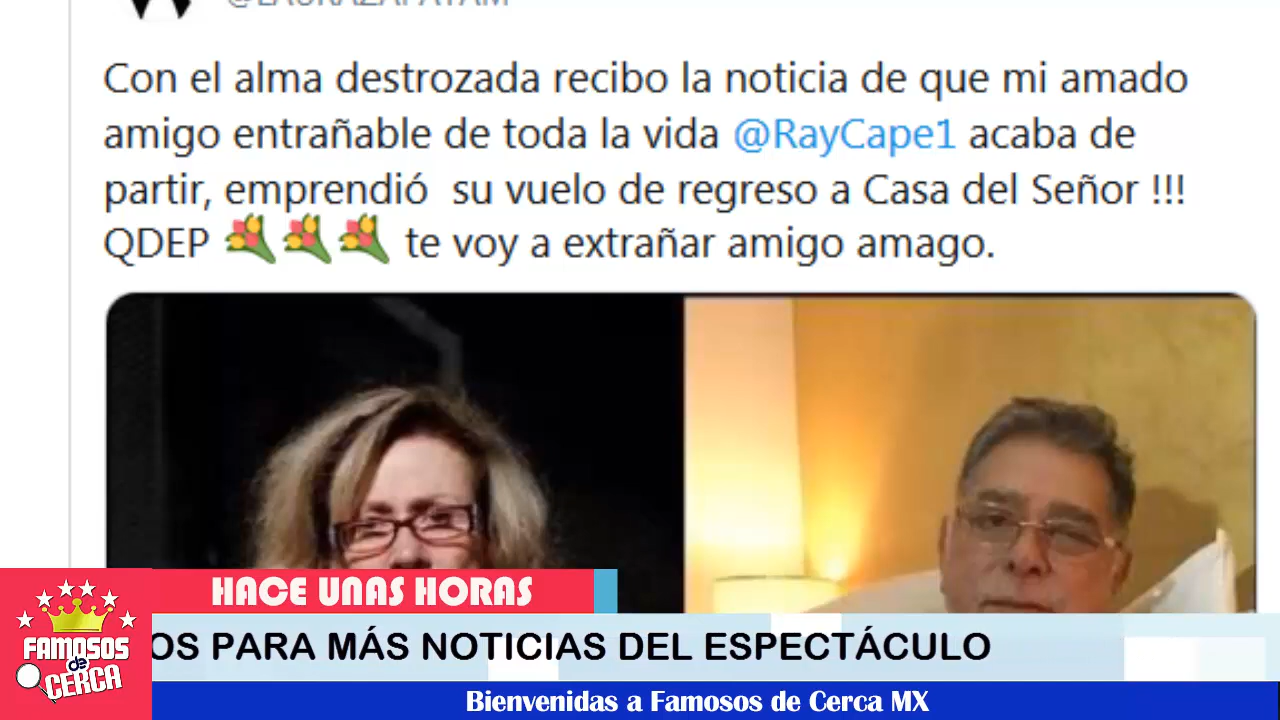 @LAURAZAPATAM
Con el alma destrozada recibo la noticia de que mi amado
amigo entrañable de toda la vida @RayCape1 acaba de
partir, emprendió su vuelo de regreso a Casa del Señor !!!
QDEP te voy a extrañar amigo amago.
HACE UNAS HORAS
OS PARA MÁS NOTICIAS DEL ESPECTÁCULO
FAMOSOS
de
CERCA
Bienvenidas a Famosos de Cerca MX